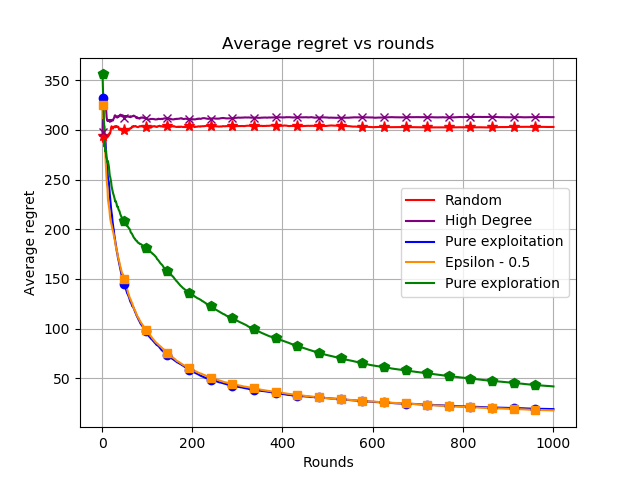 Average regret vs rounds
Average regret
350
300
250
200
150
100
50
Random
High Degree
Pure exploitation
Epsilon - 0.5
Pure exploration
0
200
400
600
800
1000
Rounds